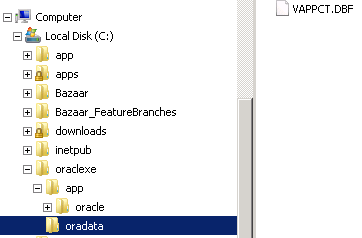 Computer
Local Disk (C:)
app
apps
Bazaar
Bazaar_FeatureBranches
downloads
inetpub
oraclexe
app
oracle
oradata
VAPPCT.DBF